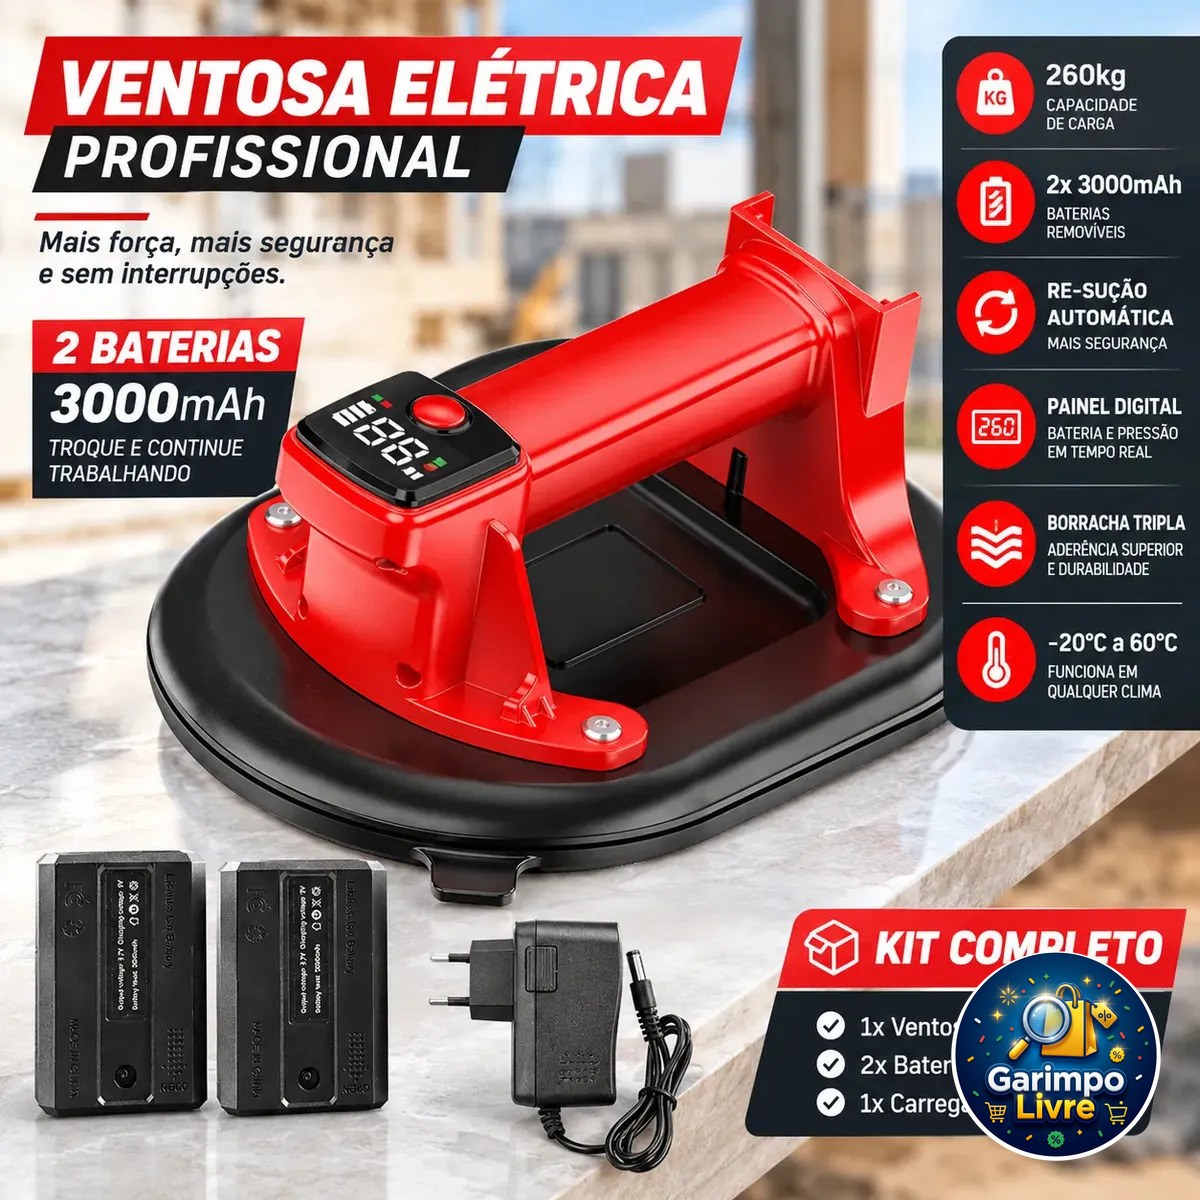 VENTOSA ELÉTRICA
PROFISSIONAL
Mais força, mais segurança
e sem interrupções.
2 BATERIAS
3000mAh
TROQUE E CONTINUE
TRABALHANDO
KG
260kg
CAPACIDADE
DE CARGA
2x 3000mAh
BATERIAS
REMOVÍVEIS
RE-SUÇÃO
AUTOMÁTICA
MAIS SEGURANÇA
260
PAINEL DIGITAL
BATERIA E PRESSÃO
EM TEMPO REAL
BORRACHA TRIPLA
ADERÊNCIA SUPERIOR
E DURABILIDADE
-20°C a 60°C
FUNCIONA EM
QUALQUER CLIMA
KIT COMPLETO
1x Ventos
2x Bater
1x Carreg
Garimpo
Livre